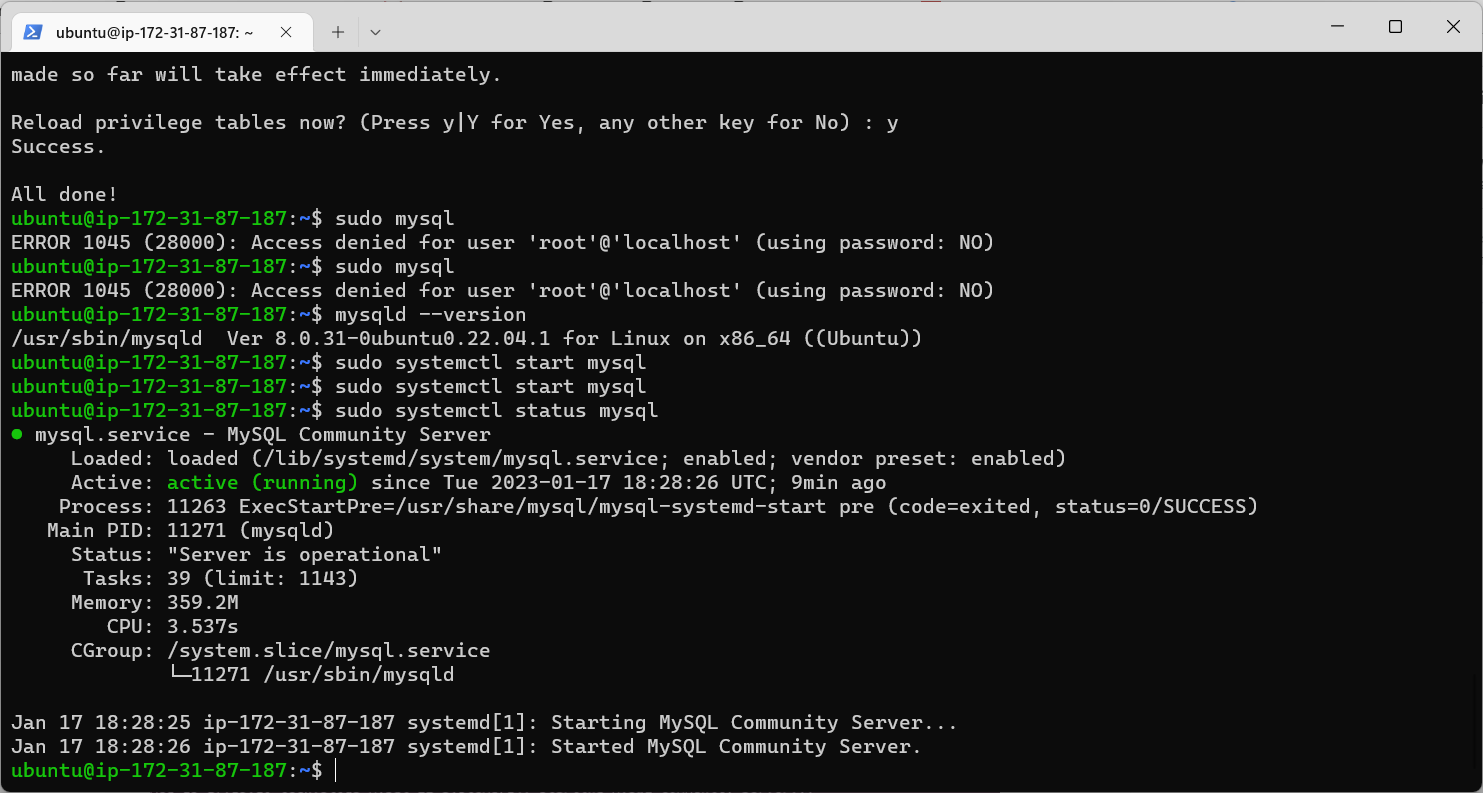 ubuntu@ip-172-31-87-187: ~
made so far will take effect immediately.
Reload privilege tables now? (Press y|Y for Yes, any other key for No) : y
Success.
All done!
ubuntu@ip-172-31-87-187:~$ sudo mysql
ERROR 1045 (28000): Access denied for user 'root'@'localhost' (using password: NO)
ubuntu@ip-172-31-87-187:~$ sudo mysql
ERROR 1045 (28000): Access denied for user 'root'@'localhost' (using password: NO)
ubuntu@ip-172-31-87-187:~$ mysqld --version
/usr/sbin/mysqld  Ver 8.0.31-0ubuntu0.22.04.1 for Linux on x86_64 ((Ubuntu))
ubuntu@ip-172-31-87-187:~$ sudo systemctl start mysql
ubuntu@ip-172-31-87-187:~$ sudo systemctl start mysql
ubuntu@ip-172-31-87-187:~$ sudo systemctl status mysql
● mysql.service - MySQL Community Server
     Loaded: loaded (/lib/systemd/system/mysql.service; enabled; vendor preset: enabled)
     Active: active (running) since Tue 2023-01-17 18:28:26 UTC; 9min ago
    Process: 11263 ExecStartPre=/usr/share/mysql/mysql-systemd-start pre (code=exited, status=0/SUCCESS)
   Main PID: 11271 (mysqld)
     Status: "Server is operational"
      Tasks: 39 (limit: 1143)
     Memory: 359.2M
        CPU: 3.537s
     CGroup: /system.slice/mysql.service
             └─11271 /usr/sbin/mysqld
Jan 17 18:28:25 ip-172-31-87-187 systemd[1]: Starting MySQL Community Server...
Jan 17 18:28:26 ip-172-31-87-187 systemd[1]: Started MySQL Community Server.
ubuntu@ip-172-31-87-187:~$